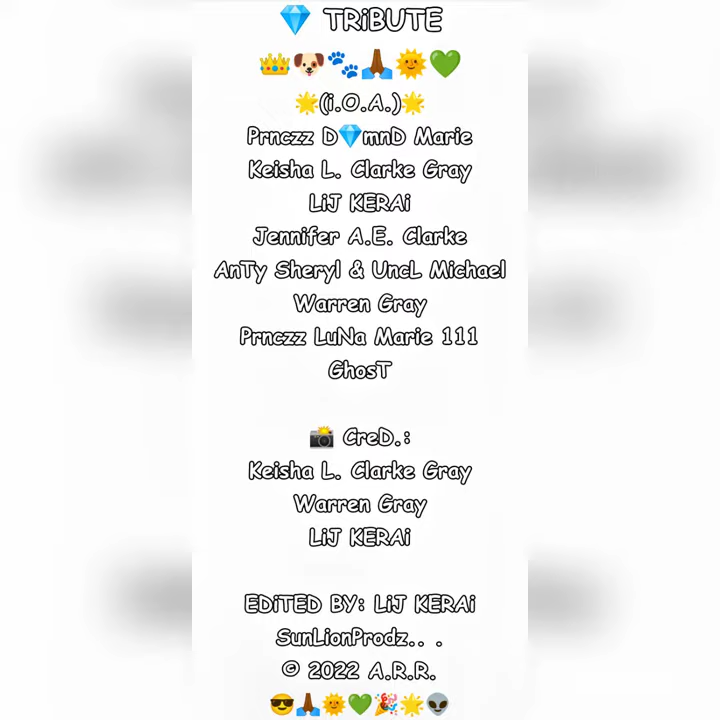 💎 TRiBUTE
👑🐶🐾🙏🏾🌞💚
🌟(i.O.A.)🌟
Prnczz D💎mnD Marie
Keisha L. Clarke Gray
LiJ KERAi
Jennifer A.E. Clarke
AnTy Sheryl & UncL Michael
Warren Gray
Prnczz LuNa Marie 111
GhosT
📸 CreD.:
Keisha L. Clarke Gray
Warren Gray
LiJ KERAi
EDiTED BY: LiJ KERAi
SunLionProdz.. .
© 2022 A.R.R.
😎🙏🏾🌞💚🎉🌟👽